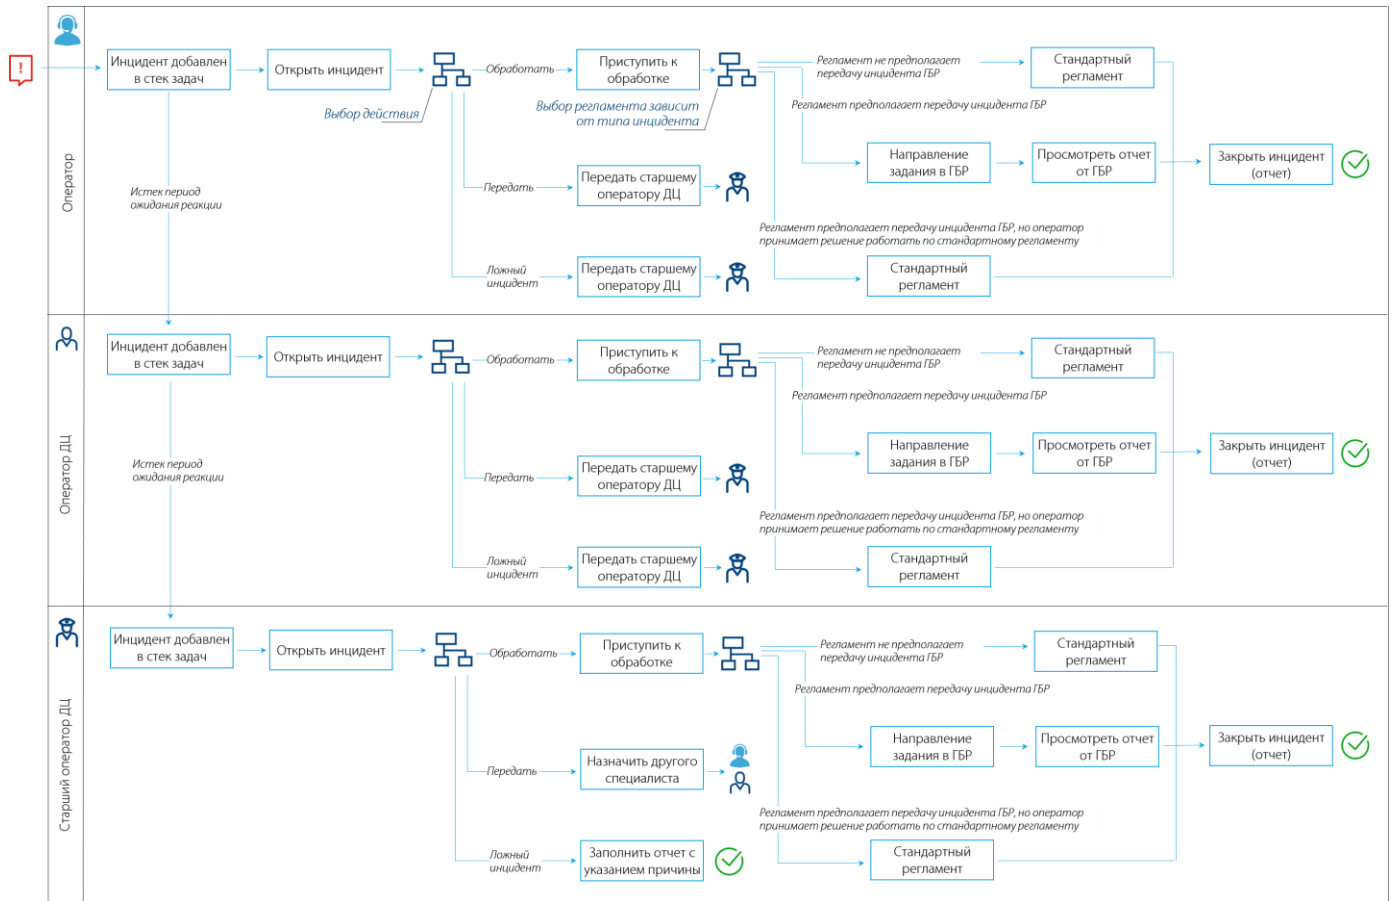 !
Оператор
Инцидент добавлен
в стек задач
Открыть инцидент
Выбор действия
Обработать
Приступить к
обработке
Выбор регламента зависит
от типа инцидента
Регламент не предполагает
передачу инцидента ГБР
Стандартный
регламент
Регламент предполагает передачу инцидента ГБР
Направление
задания в ГБР
Просмотреть отчет
от ГБР
Закрыть инцидент
(отчет)
Истек период
ожидания реакции
Передать
Передать старшему
оператору ДЦ
Регламент предполагает передачу инцидента ГБР, но оператор
принимает решение работать по стандартному регламенту
Ложный
инцидент
Передать старшему
оператору ДЦ
Стандартный
регламент
Оператор ДЦ
Инцидент добавлен
в стек задач
Открыть инцидент
Обработать
Приступить к
обработке
Регламент не предполагает
передачу инцидента ГБР
Стандартный
регламент
Регламент предполагает передачу инцидента ГБР
Направление
задания в ГБР
Просмотреть отчет
от ГБР
Закрыть инцидент
(отчет)
Истек период
ожидания реакции
Передать
Передать старшему
оператору ДЦ
Регламент предполагает передачу инцидента ГБР, но оператор
принимает решение работать по стандартному регламенту
Ложный
инцидент
Передать старшему
оператору ДЦ
Стандартный
регламент
Старший оператор ДЦ
Инцидент добавлен
в стек задач
Открыть инцидент
Обработать
Приступить к
обработке
Регламент не предполагает
передачу инцидента ГБР
Стандартный
регламент
Регламент предполагает передачу инцидента ГБР
Направление
задания в ГБР
Просмотреть отчет
от ГБР
Закрыть инцидент
(отчет)
Передать
Назначить другого
специалиста
Регламент предполагает передачу инцидента ГБР, но оператор
принимает решение работать по стандартному регламенту
Ложный
инцидент
Заполнить отчет с
указанием причины
Стандартный
регламент